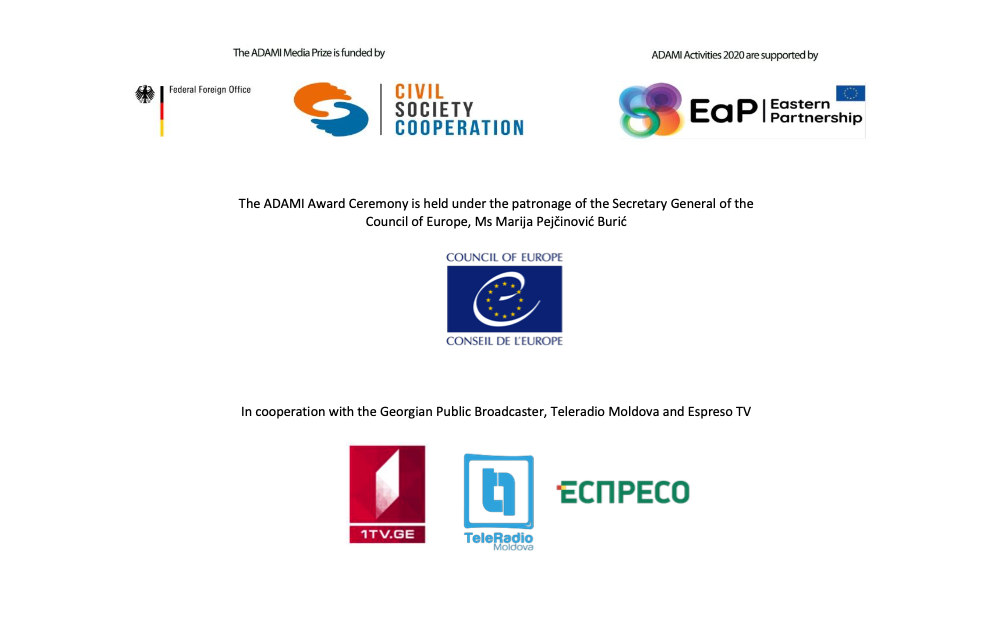 The ADAMI Media Prize is funded by
ADAMI Activities 2020 are supported by
Federal Foreign Office
CIVIL
SOCIETY
COOPERATION
EaP
Eastern
Partnership
The ADAMI Award Ceremony is held under the patronage of the Secretary General of the
Council of Europe, Ms Marija Pejčinović Burić
COUNCIL OF EUROPE
CONSEIL DE L'EUROPE
In cooperation with the Georgian Public Broadcaster, Teleradio Moldova and Espreso TV
1TV.GE
TeleRadio
Moldova
ЕСПРЕСО